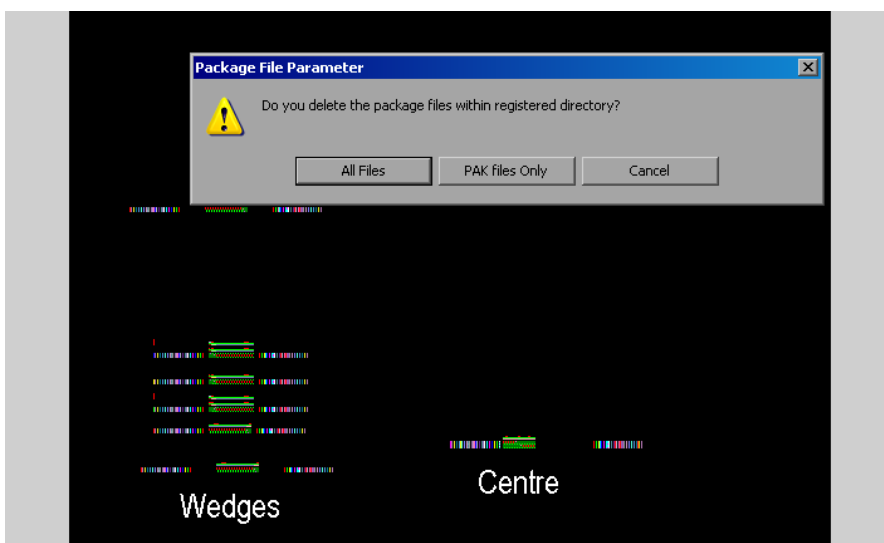 Package File Parameter
Do you delete the package files within registered directory?
All Files PAK files Only Cancel
Centre
Wedges